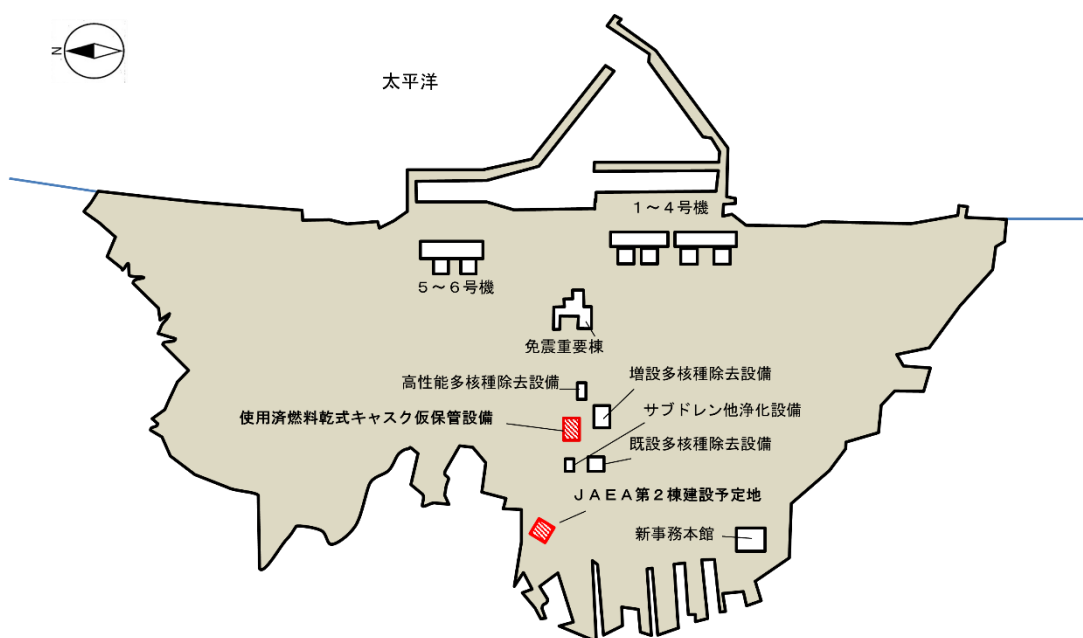 N
太平洋
１～４号機
５～６号機
免震重要棟
高性能多核種除去設備
増設多核種除去設備
使用済燃料乾式キャスク仮保管設備
サブドレン他浄化設備
既設多核種除去設備
ＪＡＥＡ第２棟建設予定地
新事務本館